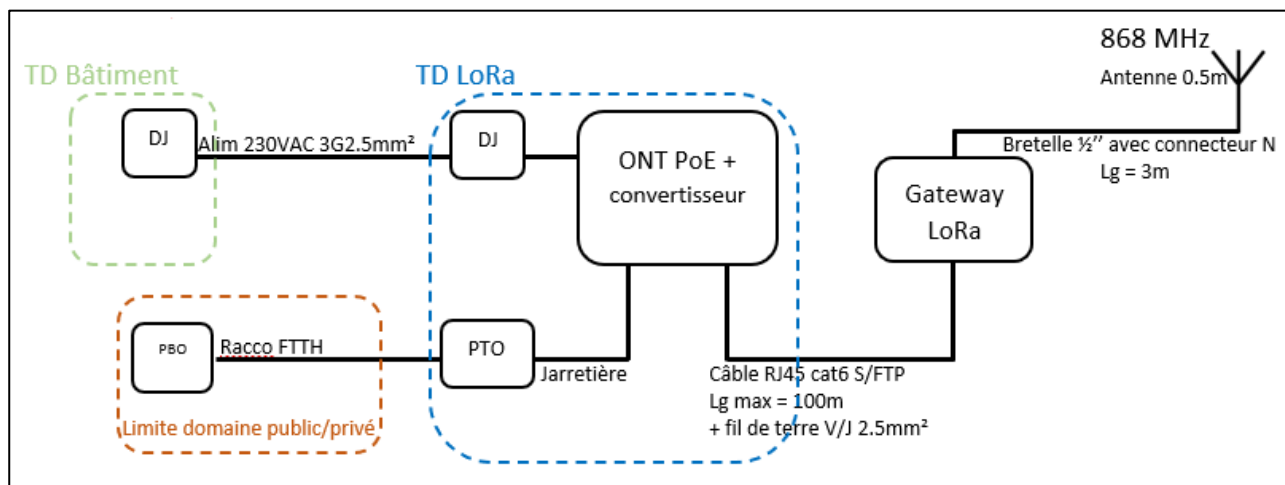 868 MHz
Antenne 0.5m
TD Bâtiment
TD LoRa
DJ
Alim 230VAC 3G2.5mm²
DJ
ONT PoE +
convertisseur
Bretelle ½’’ avec connecteur N
Lg = 3m
Gateway
LoRa
PBO
Racco FTTH
PTO
Jarretière
Câble RJ45 cat6 S/FTP
Lg max = 100m
+ fil de terre V/J 2.5mm²
Limite domaine public/privé